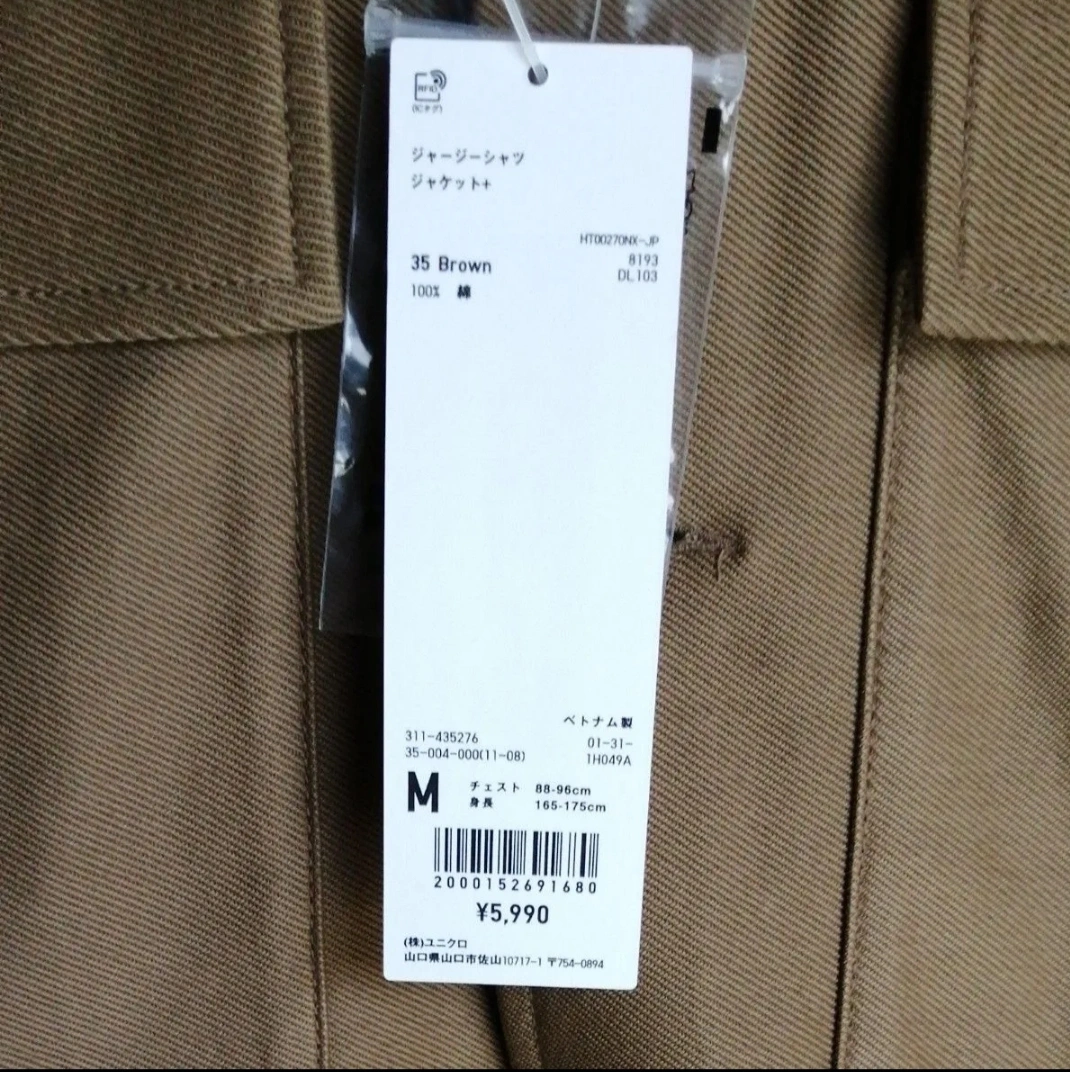 RFID
(ICタグ)
ジャージーシャツ
ジャケット+
HT00270NX-JP
35 Brown
8193
DL103
100% 綿
ベトナム製
311-435276
01-31-
35-004-000(11-08)
1H049A
M
チェスト 88-96cm
身長 165-175cm
2000152691680
¥5,990
(株)ユニクロ
山口県山口市佐山10717-1 〒754-0894